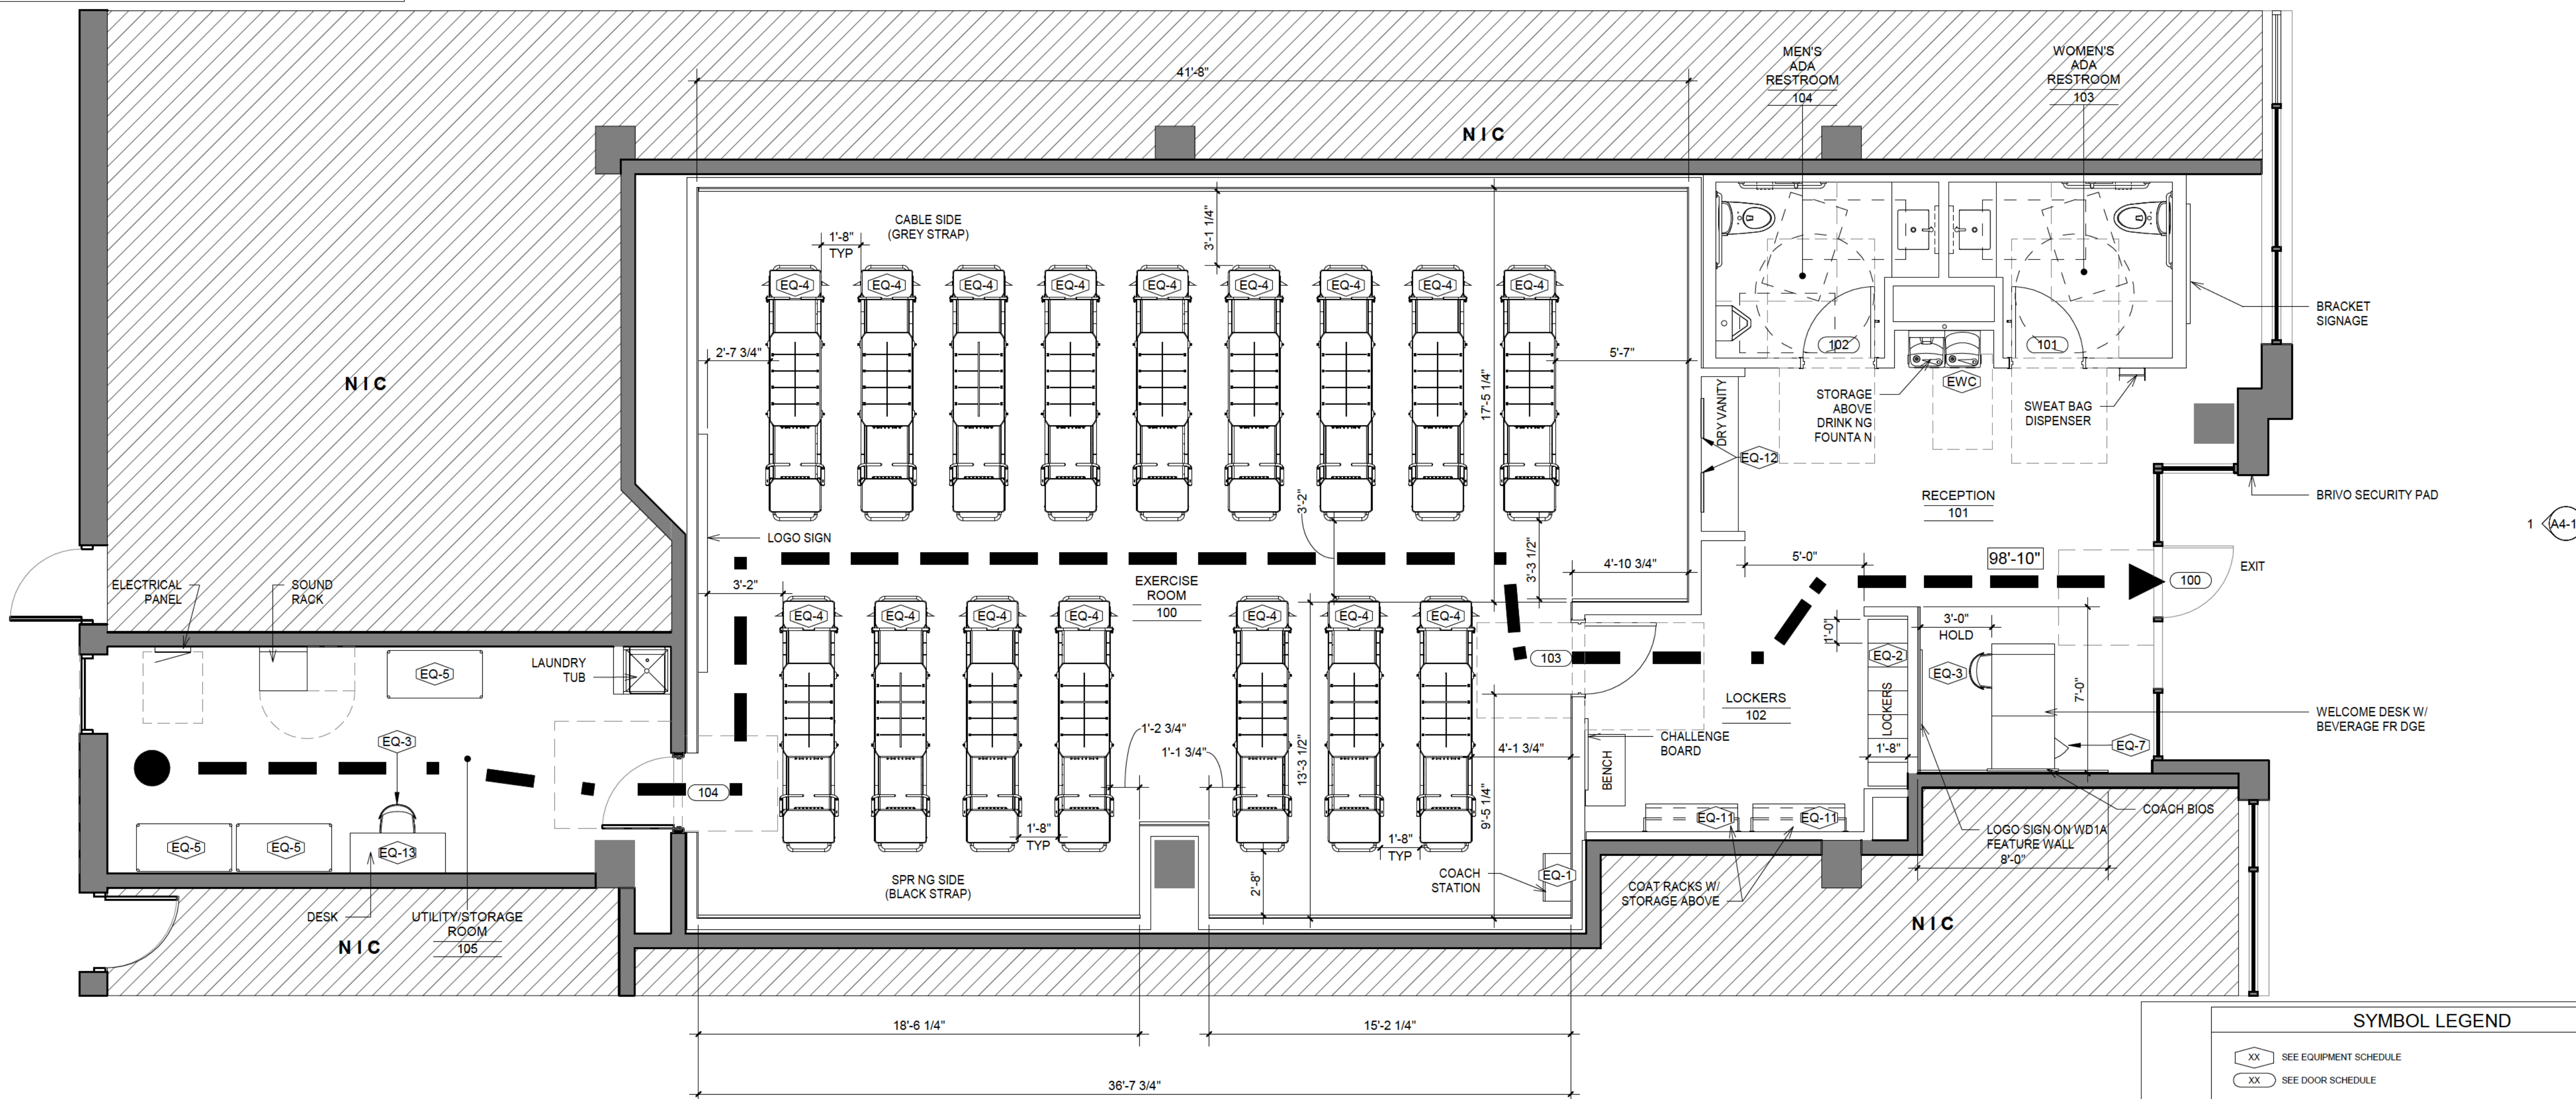 41'-8"
MEN'S
ADA
RESTROOM
104
WOMEN'S
ADA
RESTROOM
103
NIC
CABLE SIDE
(GREY STRAP)
1'-8"
TYP
3'-1 1/4"
EQ-4 EQ-4 EQ-4 EQ-4 EQ-4 EQ-4 EQ-4 EQ-4 EQ-4
BRACKET
SIGNAGE
2'-7 3/4"
5'-7"
17'-5 1/4"
102
101
NIC
EWC
STORAGE
ABOVE
DRINK NG
FOUNTA N
SWEAT BAG
DISPENSER
DRY VANITY
EQ-12
RECEPTION
101
BRIVO SECURITY PAD
1 A4-1
LOGO SIGN
3'-2"
3'-3 1/2"
4'-10 3/4"
5'-0"
98'-10"
EXIT
100
ELECTRICAL
PANEL
SOUND
RACK
3'-2"
EXERCISE
ROOM
100
EQ-4 EQ-4 EQ-4 EQ-4 EQ-4 EQ-4 EQ-4
1'-0"
3'-0"
HOLD
LAUNDRY
TUB
EQ-5
103
EQ-2
EQ-3
7'-0"
LOCKERS
102
LOCKERS
WELCOME DESK W/
BEVERAGE FR DGE
EQ-3
1'-2 3/4"
1'-1 3/4"
13'-3 1/2"
4'-1 3/4"
CHALLENGE
BOARD
BENCH
1'-8"
EQ-7
104
9'-5 1/4"
EQ-11 EQ-11
COACH BIOS
EQ-5 EQ-5 EQ-13
1'-8"
TYP
1'-8"
TYP
LOGO SIGN ON WD1A
FEATURE WALL
8'-0"
SPR NG SIDE
(BLACK STRAP)
2'-8"
COACH
STATION
EQ-1
COAT RACKS W/
STORAGE ABOVE
DESK
UTILITY/STORAGE
ROOM
105
NIC
NIC
18'-6 1/4"
15'-2 1/4"
36'-7 3/4"
SYMBOL LEGEND
XX SEE EQUIPMENT SCHEDULE
XX SEE DOOR SCHEDULE